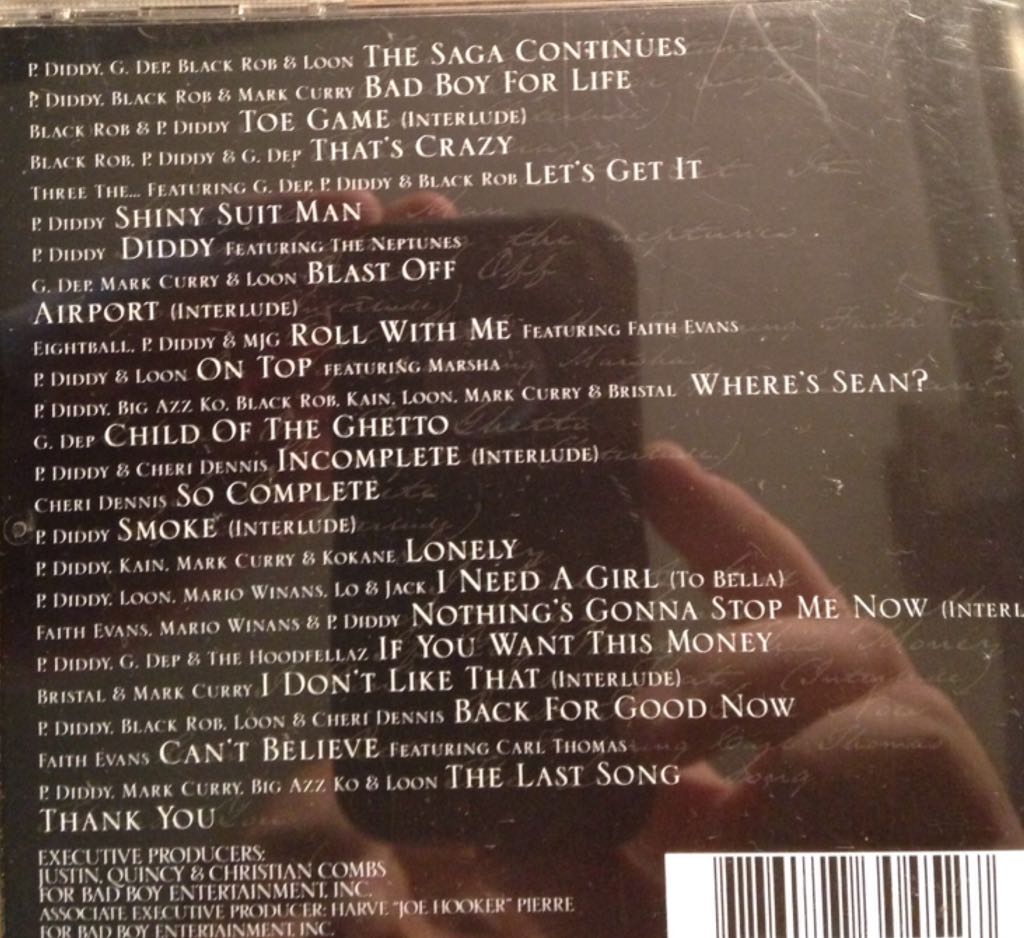 P. DIDDY, G. DEP, BLACK ROB & LOON THE SAGA CONTINUES
P. DIDDY, BLACK ROB & MARK CURRY BAD BOY FOR LIFE
BLACK ROB & P. DIDDY TOE GAME (INTERLUDE)
BLACK ROB, P. DIDDY & G. DEP THAT'S CRAZY
THREE THE... FEATURING G. DEP, P. DIDDY & BLACK ROB LET'S GET IT
P. DIDDY SHINY SUIT MAN
P. DIDDY DIDDY FEATURING THE NEPTUNES
G. DEP, MARK CURRY & LOON BLAST OFF
AIRPORT (INTERLUDE)
EIGHTBALL, P. DIDDY & MJG ROLL WITH ME FEATURING FAITH EVANS
P. DIDDY & LOON ON TOP FEATURING MARSHA
P. DIDDY, BIG AZZ KO, BLACK ROB, KAIN, LOON, MARK CURRY & BRISTAL WHERE'S SEAN?
G. DEP CHILD OF THE GHETTO
P. DIDDY & CHERI DENNIS INCOMPLETE (INTERLUDE)
CHERI DENNIS SO COMPLETE
P. DIDDY SMOKE (INTERLUDE)
P. DIDDY, KAIN, MARK CURRY & KOKANE LONELY
P. DIDDY, LOON, MARIO WINANS, LO & JACK I NEED A GIRL (TO BELLA)
FAITH EVANS, MARIO WINANS & P. DIDDY NOTHING'S GONNA STOP ME NOW (INTERL
P. DIDDY, G. DEP & THE HOODFELLAZ IF YOU WANT THIS MONEY
BRISTAL & MARK CURRY I DON'T LIKE THAT (INTERLUDE)
P. DIDDY, BLACK ROB, LOON & CHERI DENNIS BACK FOR GOOD NOW
FAITH EVANS CAN'T BELIEVE FEATURING CARL THOMAS
P. DIDDY, MARK CURRY, BIG AZZ KO & LOON THE LAST SONG
THANK YOU
EXECUTIVE PRODUCERS:
JUSTIN, QUINCY & CHRISTIAN COMBS
FOR BAD BOY ENTERTAINMENT, INC.
ASSOCIATE EXECUTIVE PRODUCER: HARVE "JOE HOOKER" PIERRE
FOR BAD BOY ENTERTAINMENT INC.